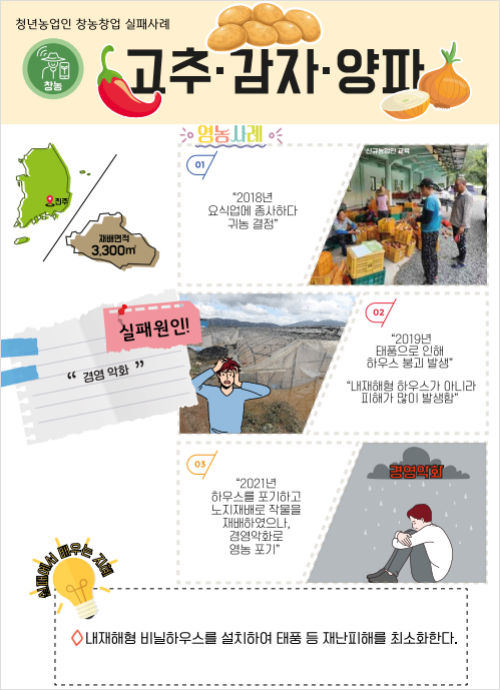 청년농업인 창농창업 실패사례
창농
고추·감자·양파
영농사례
진주
재배면적
3,300㎡
01
“2018년
요식업에 종사하다
귀농 결정”
신규농업인 교육
실패원인!
“ 경영 악화 ”
02
“2019년
태풍으로 인해
하우스 붕괴 발생”
“내재해형 하우스가 아니라
피해가 많이 발생함”
03
“2021년
하우스를 포기하고
노지재배로 작물을
재배하였으나,
경영악화로
영농 포기”
경영악화
실패에서 배우는 지혜
내재해형 비닐하우스를 설치하여 태풍 등 재난피해를 최소화한다.